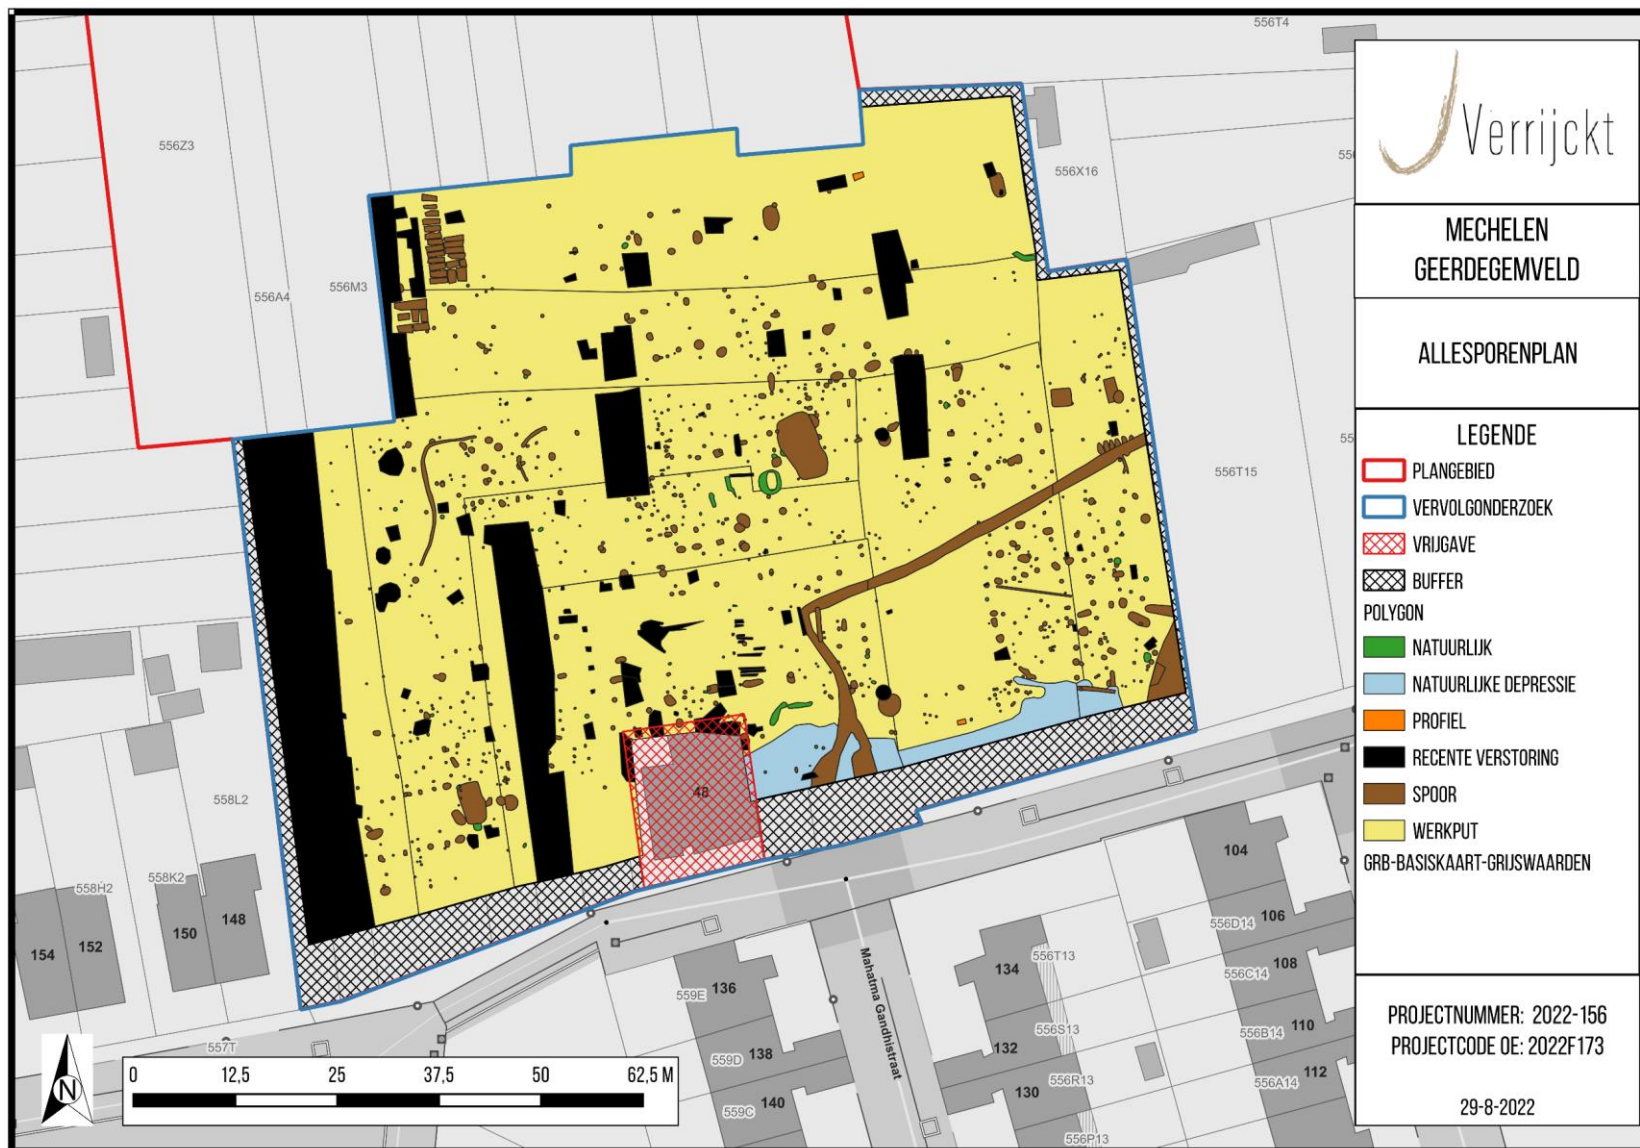 556T4
556Z3
556X16
556A4
556M3
556T15
558L2
558K2
558H2
154
152
150
148
48
557T
559E
136
559D
138
559C
140
Mahatma Gandhistraat
134
556T13
132
556S13
130
556R13
556P13
104
106
556D14
108
556C14
110
556B14
112
556A14
N
0 12,5 25 37,5 50 62,5 M
Verrijckt
MECHELEN
GEERDEGEMVELD
ALLESPORENPLAN
LEGENDE
PLANGEBIED
VERVOLGONDERZOEK
VRIJGAVE
BUFFER
POLYGON
NATUURLIJK
NATUURLIJKE DEPRESSIE
PROFIEL
RECENTE VERSTORING
SPOOR
WERKPUT
GRB-BASISKAART-GRIJSWAARDEN
PROJECTNUMMER: 2022-156
PROJECTCODE OE: 2022F173
29-8-2022